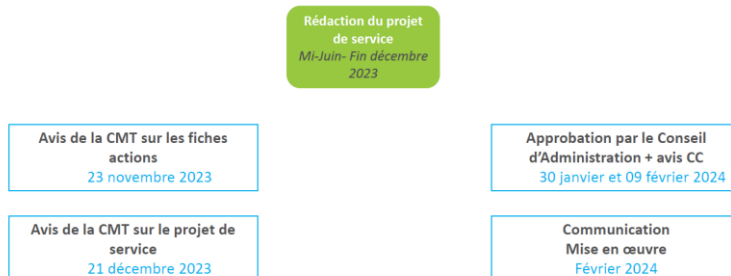 Rédaction du projet
de service
Mi-Juin- Fin décembre
2023
Avis de la CMT sur les fiches
actions
23 novembre 2023
Approbation par le Conseil
d'Administration + avis CC
30 janvier et 09 février 2024
Avis de la CMT sur le projet de
service
21 décembre 2023
Communication
Mise en œuvre
Février 2024